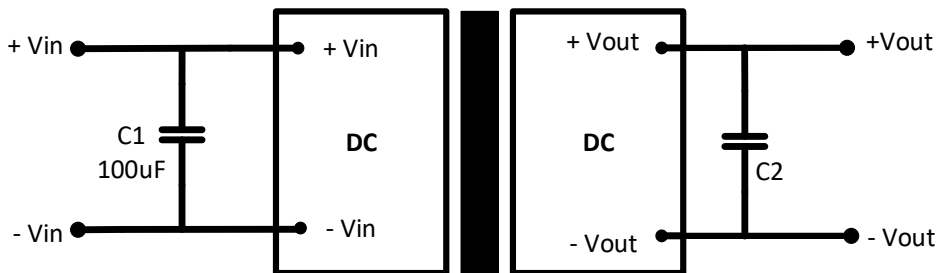 + Vin
+ Vin
+ Vout
+Vout
C1
100uF
DC
DC
C2
- Vin
- Vin
- Vout
- Vout